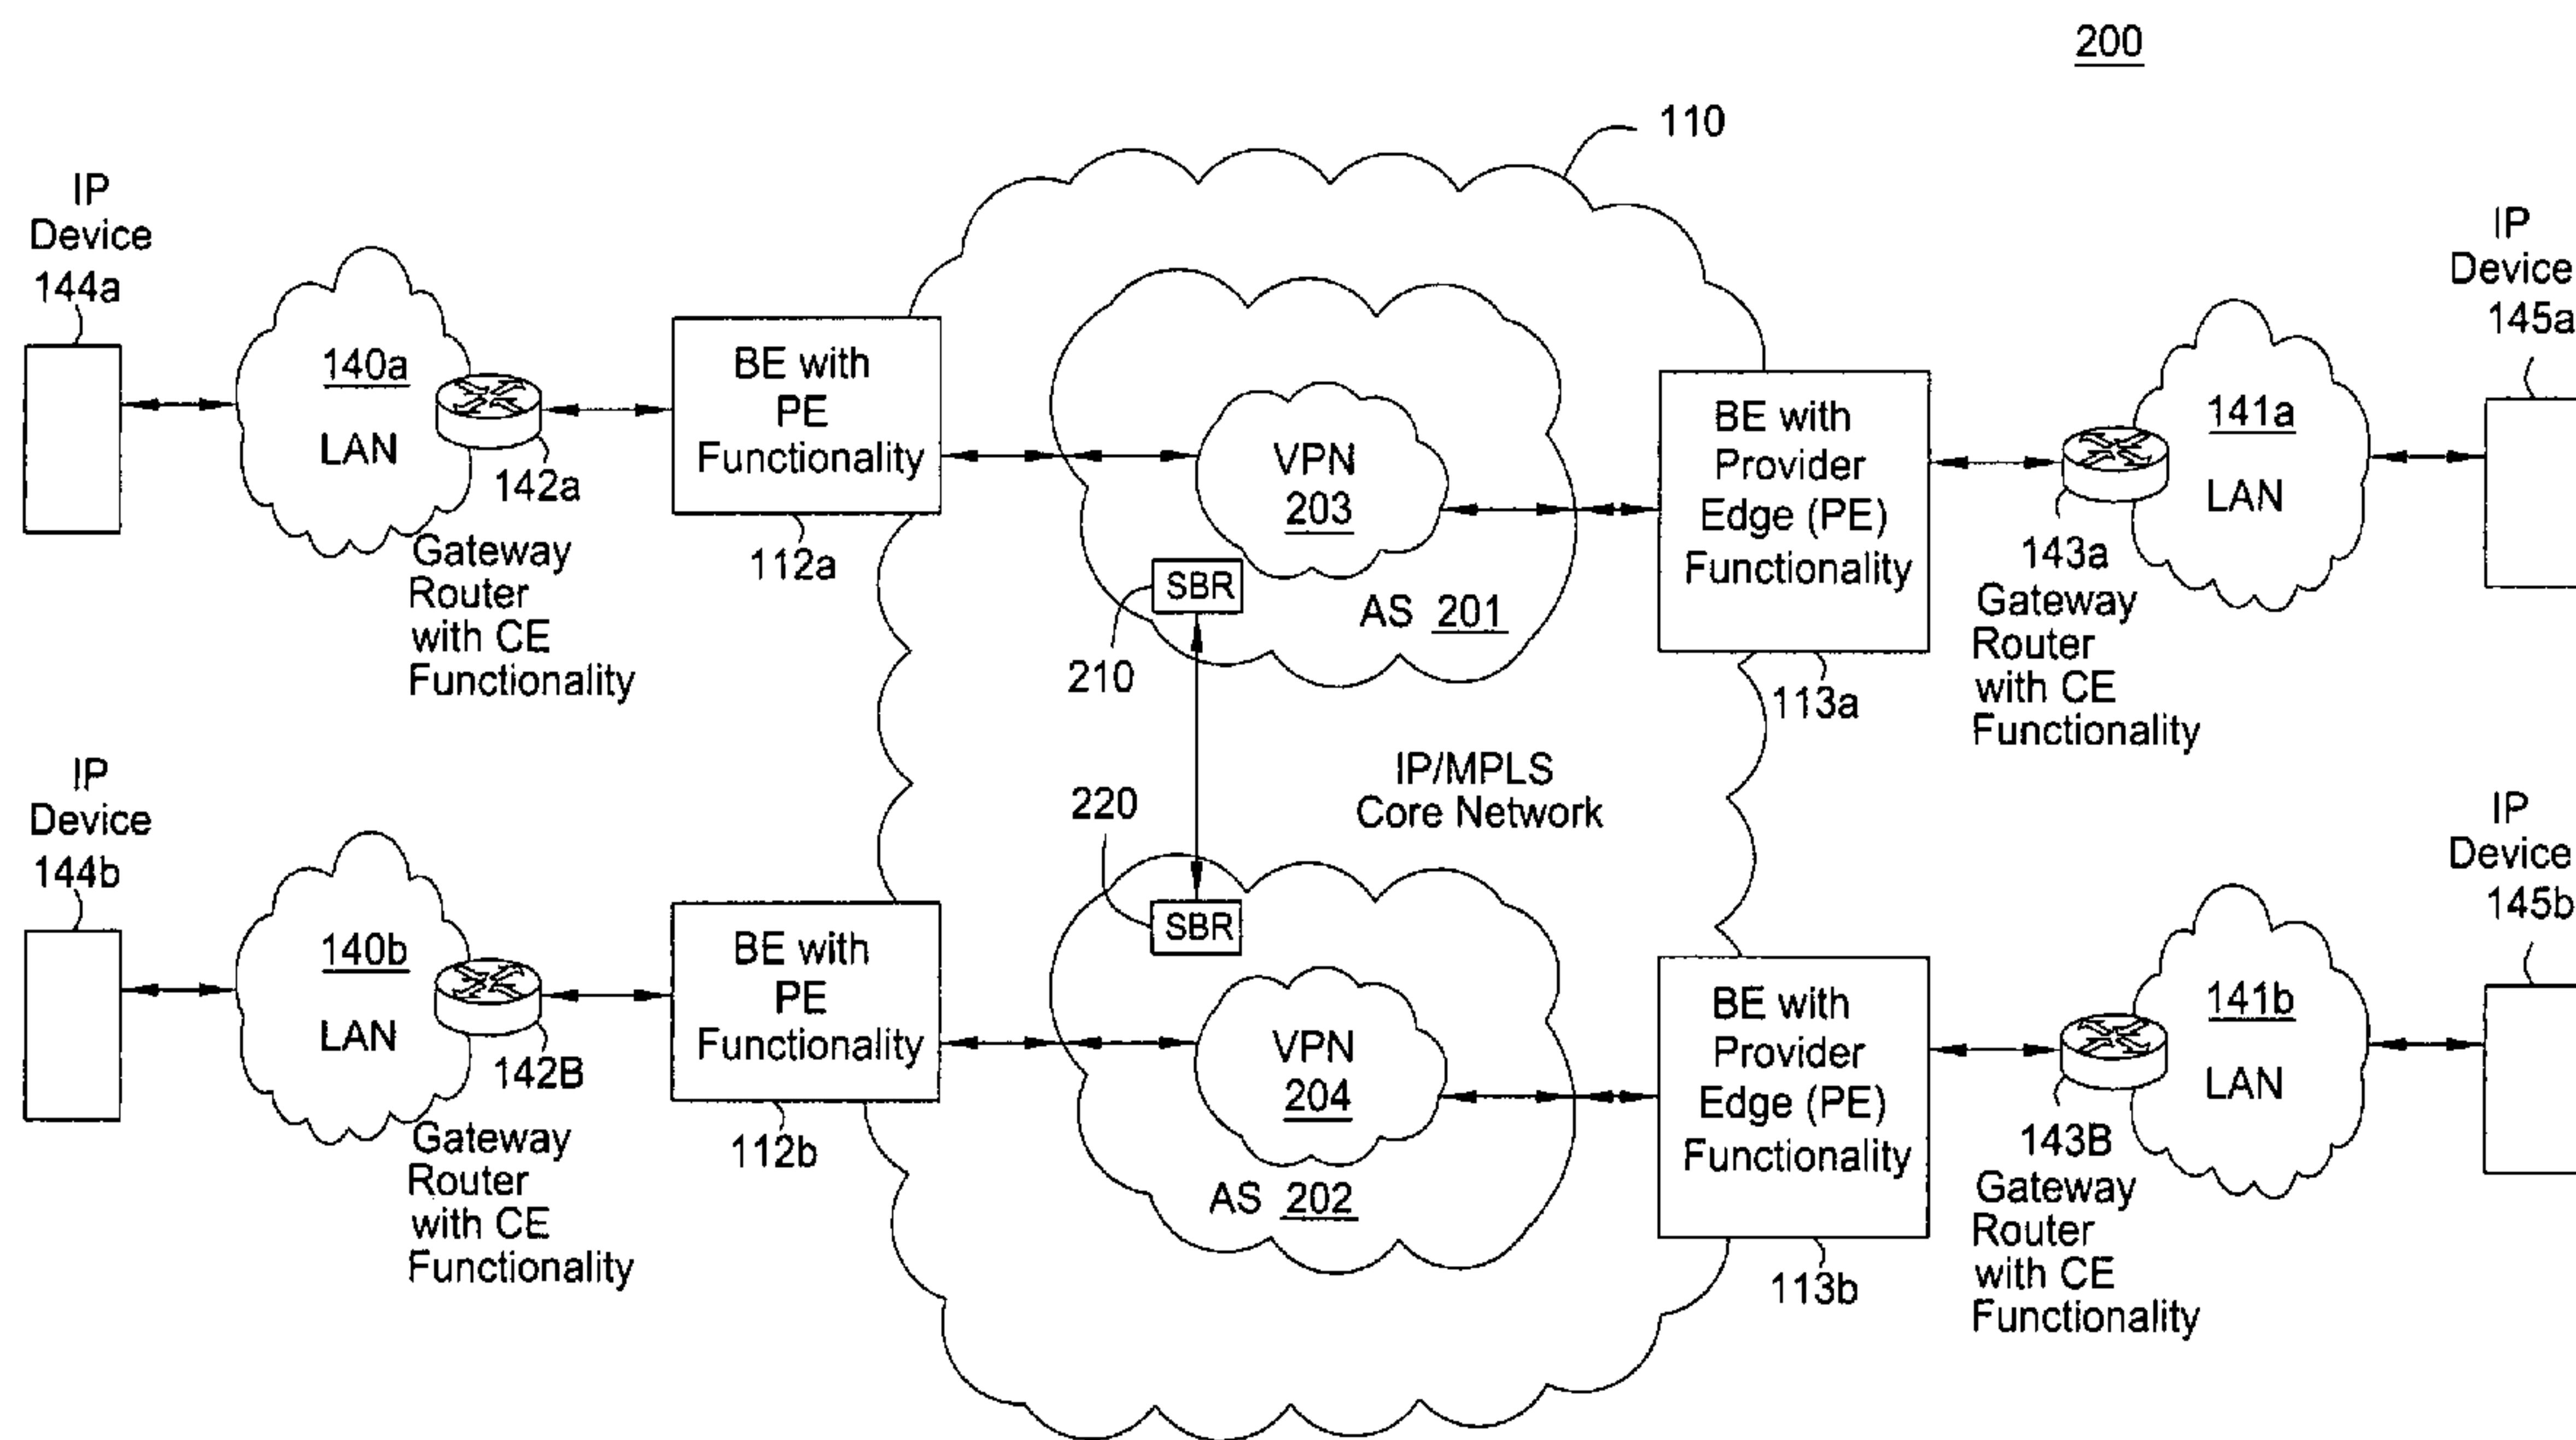 200
110
IP
Device
144a
140a
LAN
142a
Gateway
Router
with CE
Functionality
BE with
PE
Functionality
112a
VPN
203
SBR
210
AS 201
BE with
Provider
Edge (PE)
Functionality
113a
143a
Gateway
Router
with CE
Functionality
141a
LAN
IP
Device
145a
IP/MPLS
Core Network
IP
Device
144b
140b
LAN
142B
Gateway
Router
with CE
Functionality
BE with
PE
Functionality
112b
220
SBR
VPN
204
AS 202
BE with
Provider
Edge (PE)
Functionality
113b
143B
Gateway
Router
with CE
Functionality
141b
LAN
IP
Device
145b